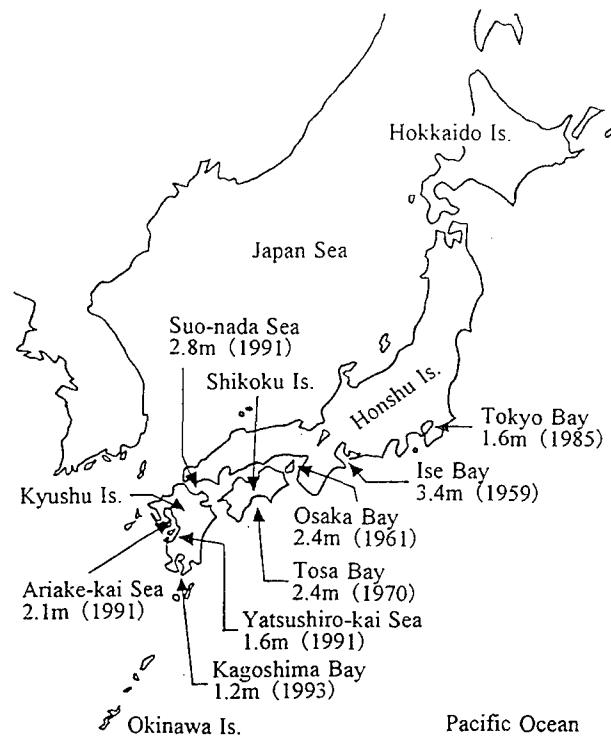 Hokkaido Is.
Japan Sea
Suo-nada Sea
2.8m (1991)
Shikoku Is.
Honshu Is.
Tokyo Bay
1.6m (1985)
Ise Bay
3.4m (1959)
Kyushu Is.
Osaka Bay
2.4m (1961)
Tosa Bay
2.4m (1970)
Ariake-kai Sea
2.1m (1991)
Yatsushiro-kai Sea
1.6m (1991)
Kagoshima Bay
1.2m (1993)
Okinawa Is.
Pacific Ocean